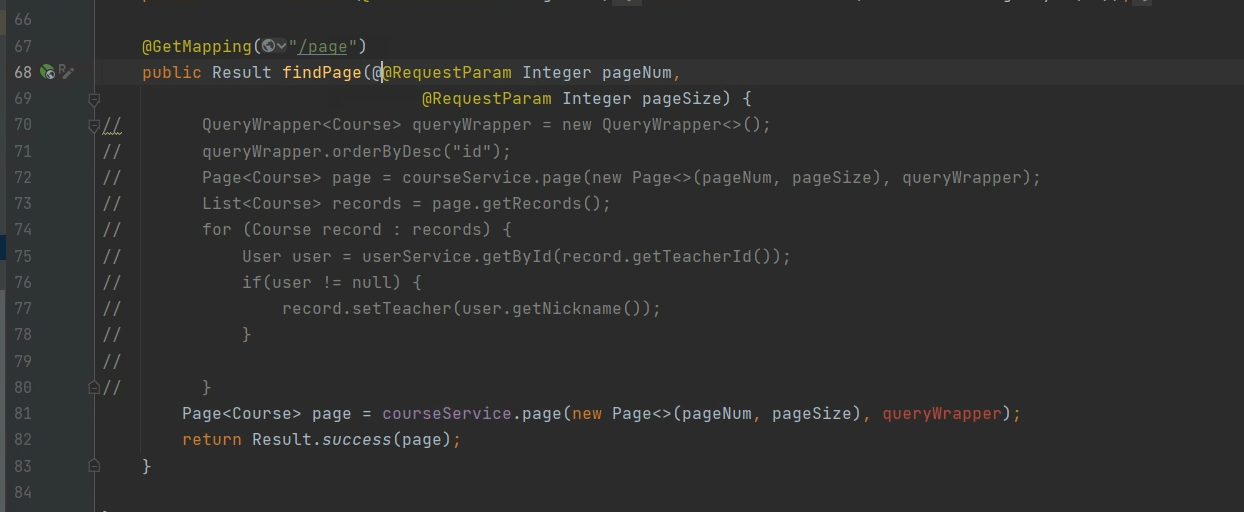 66
67 @GetMapping("/page")
68 public Result findPage(@@RequestParam Integer pageNum,
69 @RequestParam Integer pageSize) {
70 // QueryWrapper<Course> queryWrapper = new QueryWrapper<>();
71 // queryWrapper.orderByDesc("id");
72 // Page<Course> page = courseService.page(new Page<>(pageNum, pageSize), queryWrapper);
73 // List<Course> records = page.getRecords();
74 // for (Course record : records) {
75 // User user = userService.getById(record.getTeacherId());
76 // if(user != null) {
77 // record.setTeacher(user.getNickname());
78 // }
79 //
80 // }
81 Page<Course> page = courseService.page(new Page<>(pageNum, pageSize), queryWrapper);
82 return Result.success(page);
83 }
84